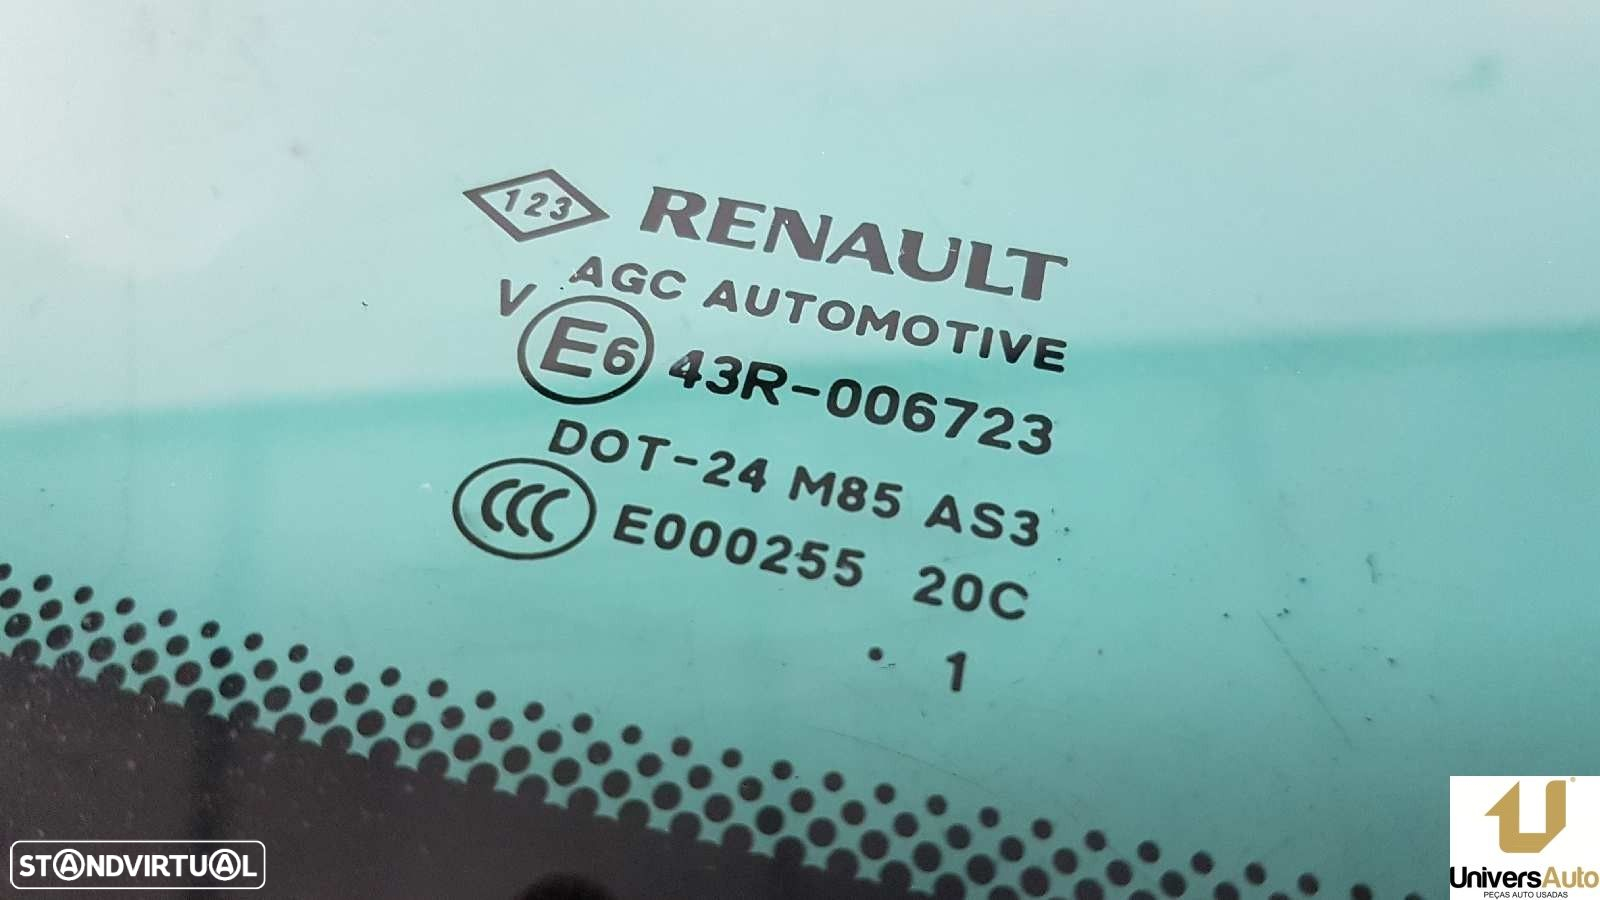 123 RENAULT
AGC AUTOMOTIVE
V E6 43R-006723
DOT-24 M85 AS3
CCC E000255 20C
. 1
STANDVIRTUAL
UniversAuto
PEÇAS AUTO USADAS